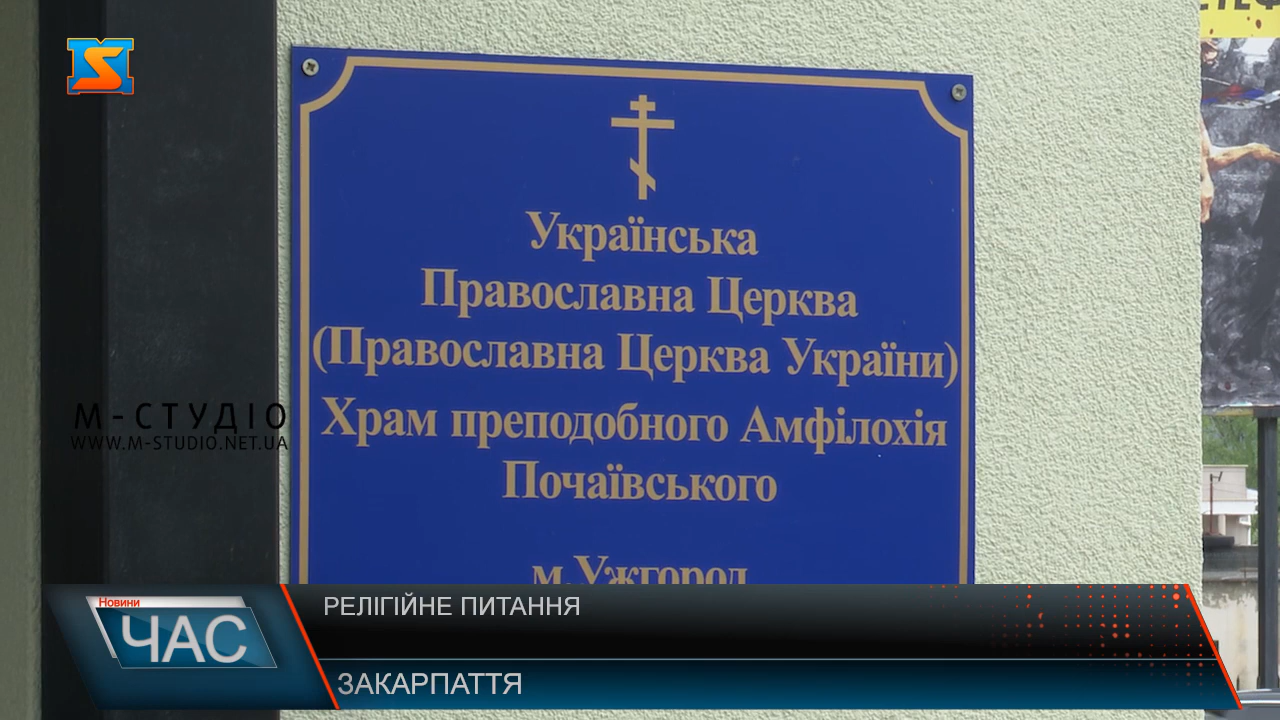 Українська
Православна Церква
(Православна Церква України)
Храм преподобного Амфілохія
Почаївського
м.Ужгород
М-СТУДІО
WWW.M-STUDIO.NET.UA
Новини
ЧАС
РЕЛІГІЙНЕ ПИТАННЯ
ЗАКАРПАТТЯ